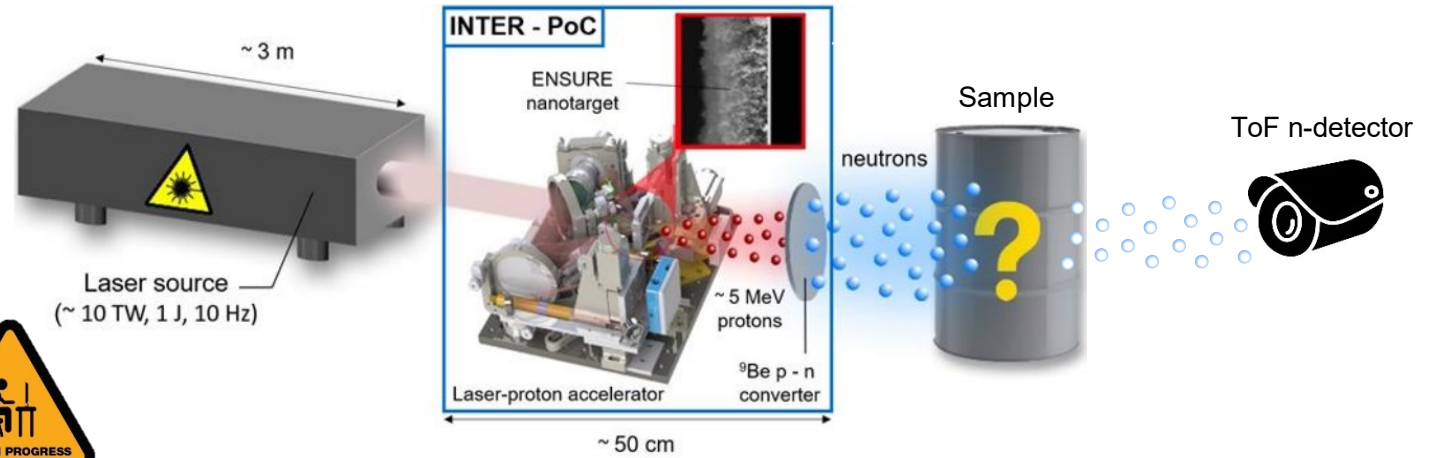 ~ 3 m
Laser source
(~ 10 TW, 1 J, 10 Hz)
PROGRESS
INTER - PoC
ENSURE
nanotarget
~ 5 MeV
protons
⁹Be p - n
converter
Laser-proton accelerator
~ 50 cm
neutrons
Sample
?
ToF n-detector